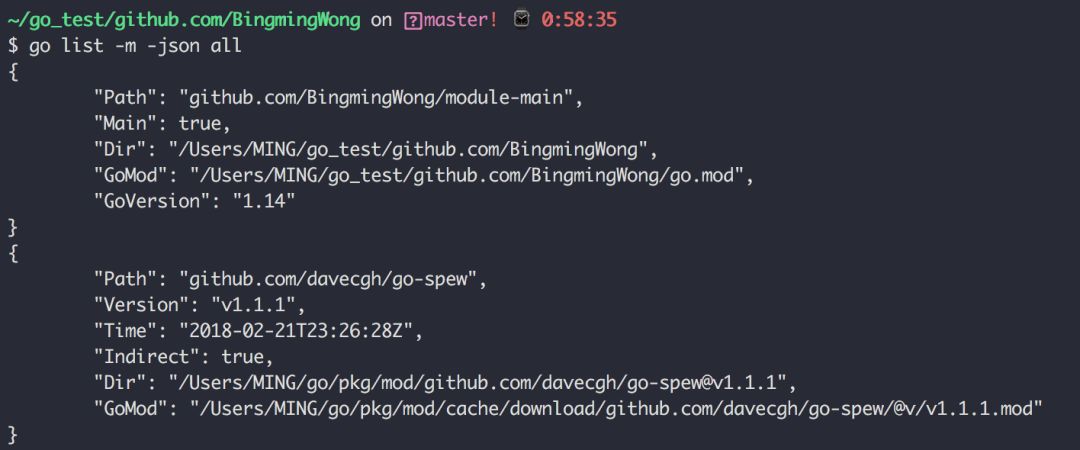 ~/go_test/github.com/BingmingWong on master! 0:58:35
$ go list -m -json all
{
        "Path": "github.com/BingmingWong/module-main",
        "Main": true,
        "Dir": "/Users/MING/go_test/github.com/BingmingWong",
        "GoMod": "/Users/MING/go_test/github.com/BingmingWong/go.mod",
        "GoVersion": "1.14"
}
{
        "Path": "github.com/davecgh/go-spew",
        "Version": "v1.1.1",
        "Time": "2018-02-21T23:26:28Z",
        "Indirect": true,
        "Dir": "/Users/MING/go/pkg/mod/github.com/davecgh/go-spew@v1.1.1",
        "GoMod": "/Users/MING/go/pkg/mod/cache/download/github.com/davecgh/go-spew/@v/v1.1.1.mod"
}